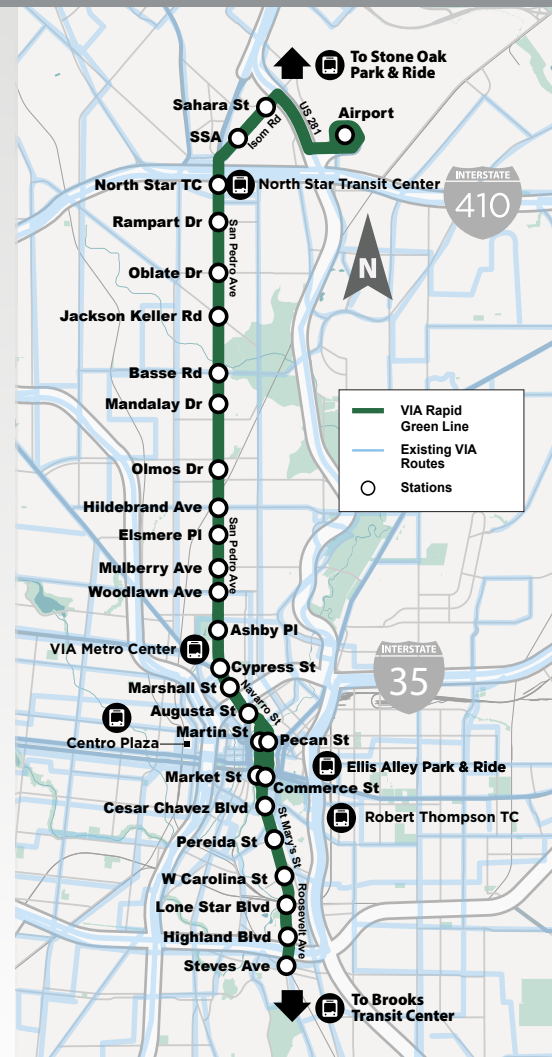 To Stone Oak
Park & Ride
Sahara St
US 281
Airport
SSA
Isom Rd
North Star TC
North Star Transit Center
INTERSTATE
410
Rampart Dr
San Pedro Ave
N
Oblate Dr
Jackson Keller Rd
Basse Rd
Mandalay Dr
VIA Rapid
Green Line
Existing VIA
Routes
Stations
Olmos Dr
Hildebrand Ave
Elsmere Pl
San Pedro Ave
Mulberry Ave
Woodlawn Ave
Ashby Pl
VIA Metro Center
Cypress St
INTERSTATE
35
Marshall St
Navarro St
Augusta St
Martin St
Pecan St
Centro Plaza
Ellis Alley Park & Ride
Market St
Commerce St
Cesar Chavez Blvd
Robert Thompson TC
St Mary's St
Pereida St
W Carolina St
Roosevelt Ave
Lone Star Blvd
Highland Blvd
Steves Ave
To Brooks
Transit Center